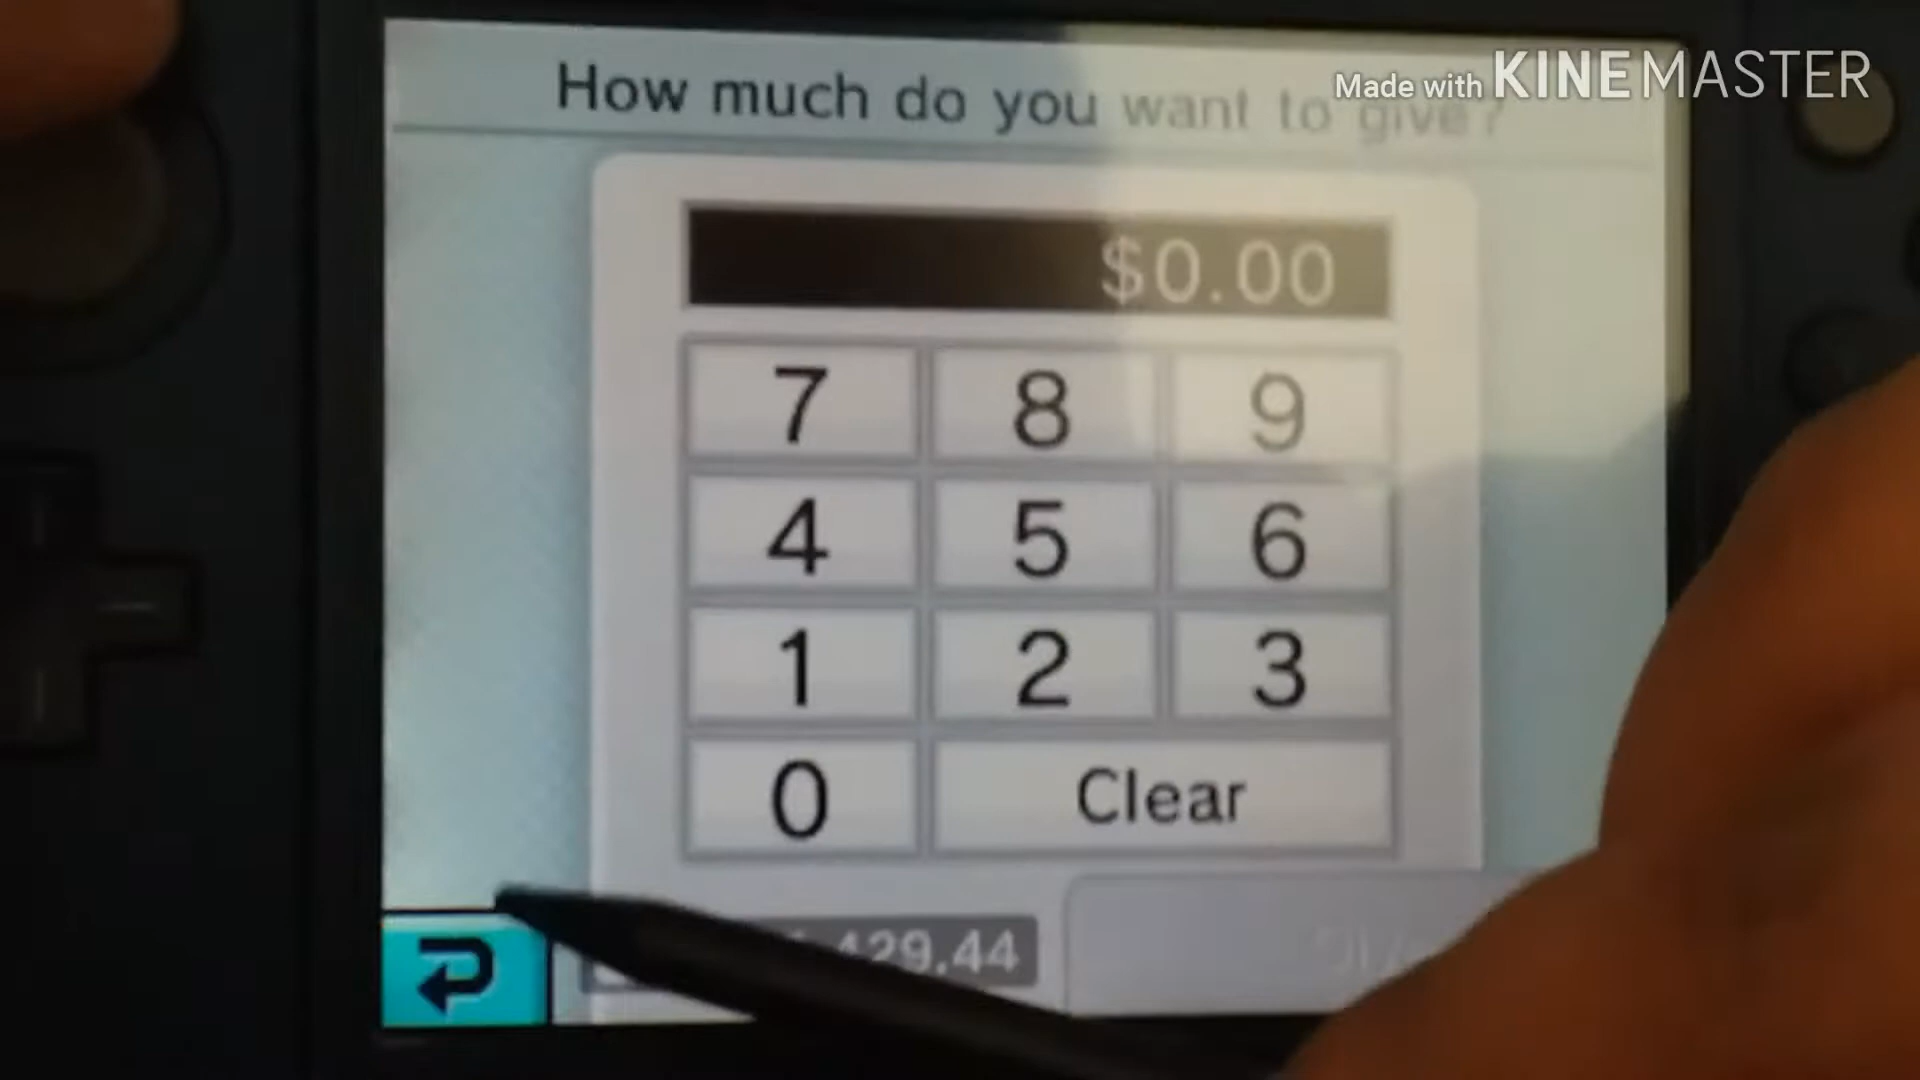 How much do you want to give?
Made with KINEMASTER
$0.00
7 8 9
4 5 6
1 2 3
0 Clear
429.44